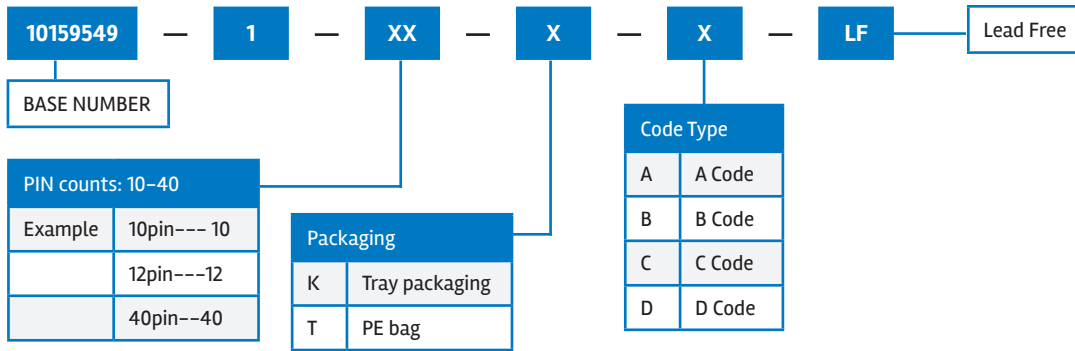 10159549 — 1 — XX — X — X — LF Lead Free
BASE NUMBER
PIN counts: 10-40
Example 10pin--- 10
12pin---12
40pin--40
Packaging
K Tray packaging
T PE bag
Code Type
A A Code
B B Code
C C Code
D D Code